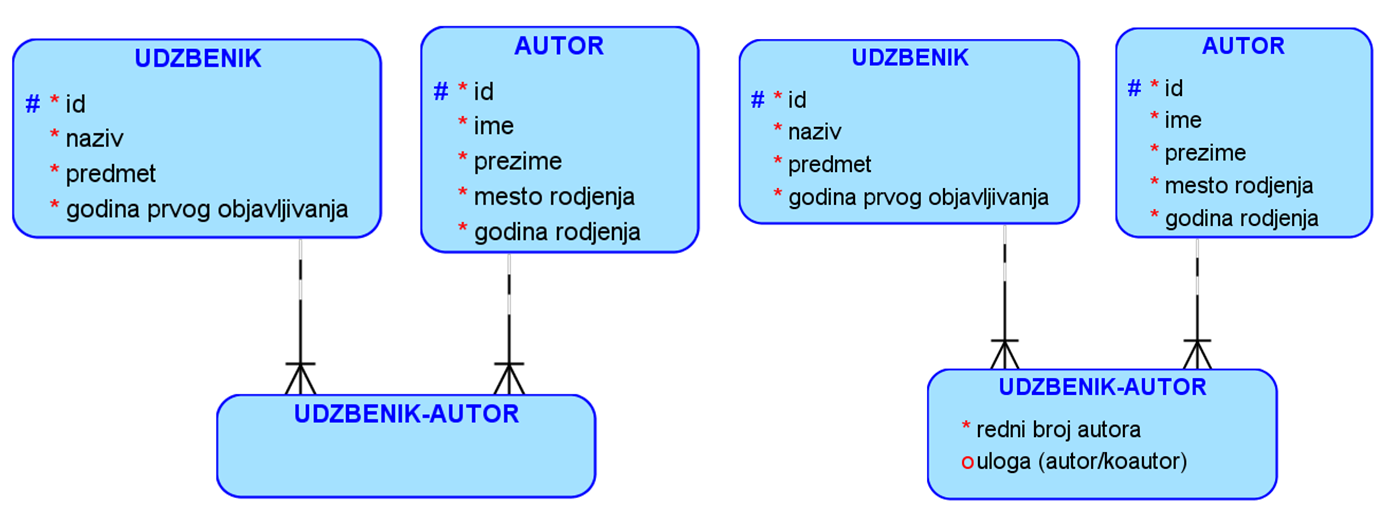 UDZBENIK
# * id
* naziv
* predmet
* godina prvog objavljivanja
AUTOR
# * id
* ime
* prezime
* mesto rodjenja
* godina rodjenja
UDZBENIK-AUTOR
UDZBENIK
# * id
* naziv
* predmet
* godina prvog objavljivanja
AUTOR
# * id
* ime
* prezime
* mesto rodjenja
* godina rodjenja
UDZBENIK-AUTOR
* redni broj autora
o uloga (autor/koautor)